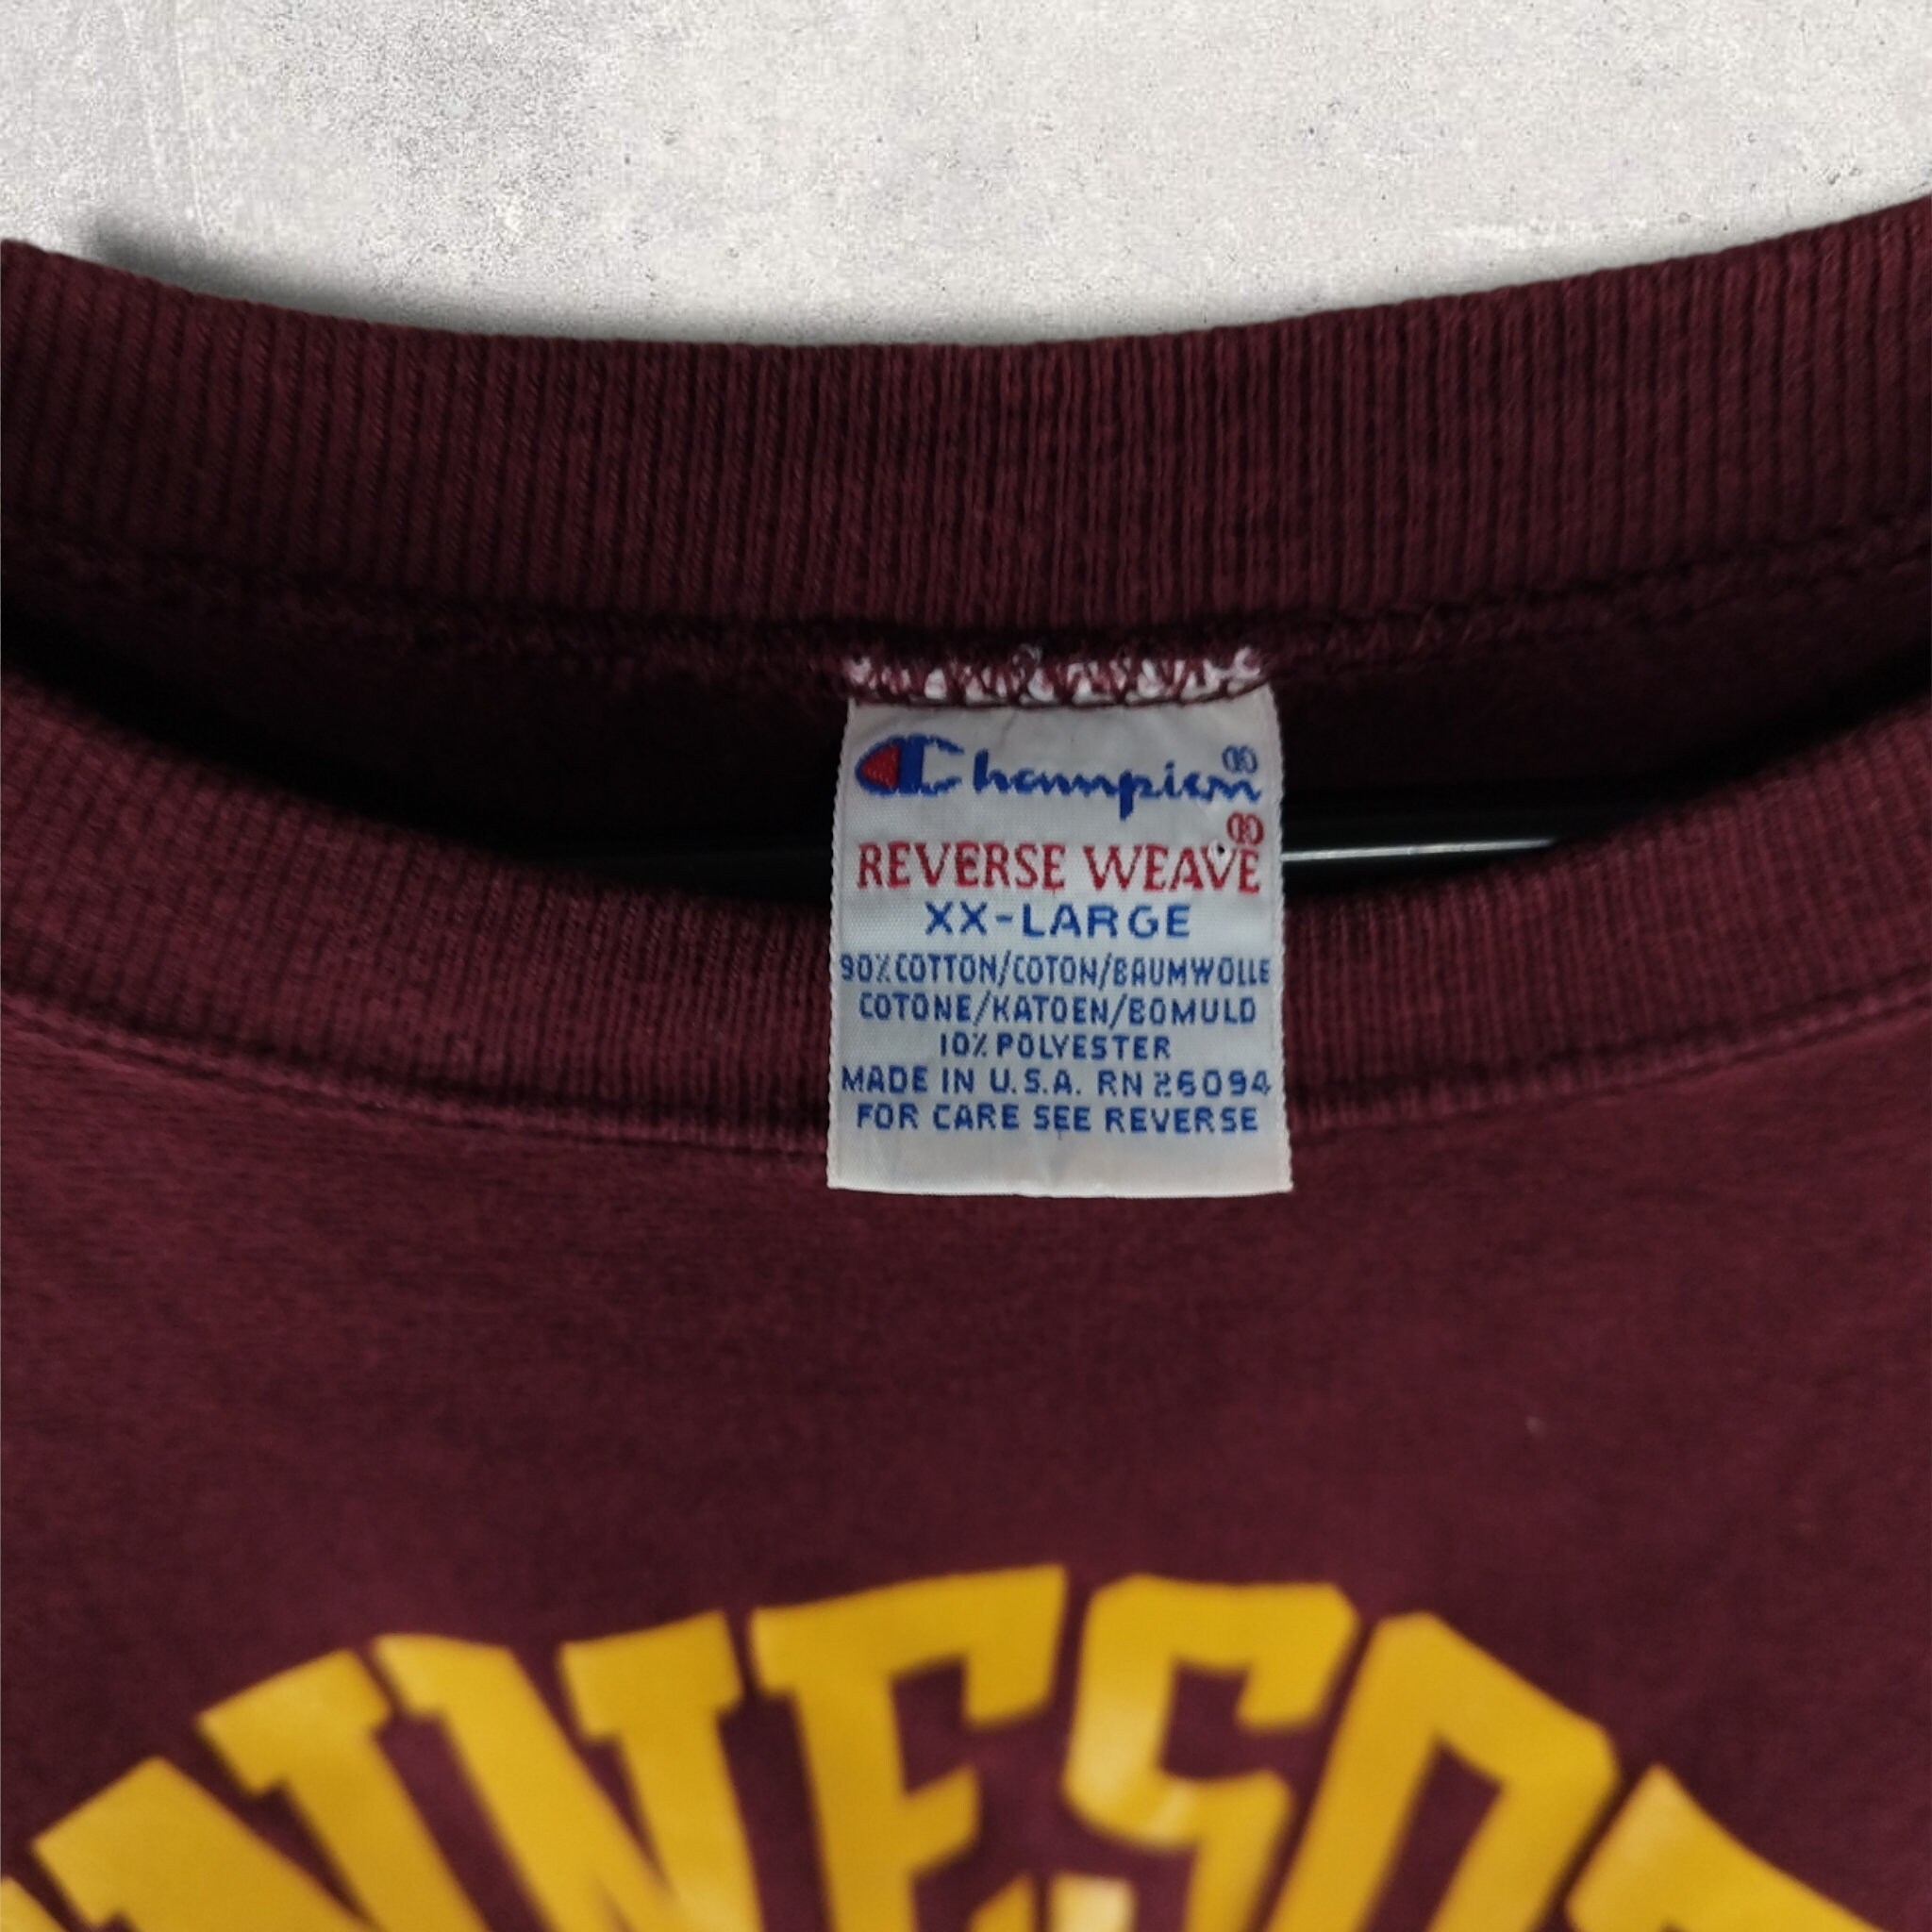 Champion®
REVERSE WEAVE®
XX-LARGE
90% COTTON/COTON/BAUMWOLLE
COTONE/KATOEN/BOMULD
10% POLYESTER
MADE IN U.S.A. RN 26094
FOR CARE SEE REVERSE
NNESOT